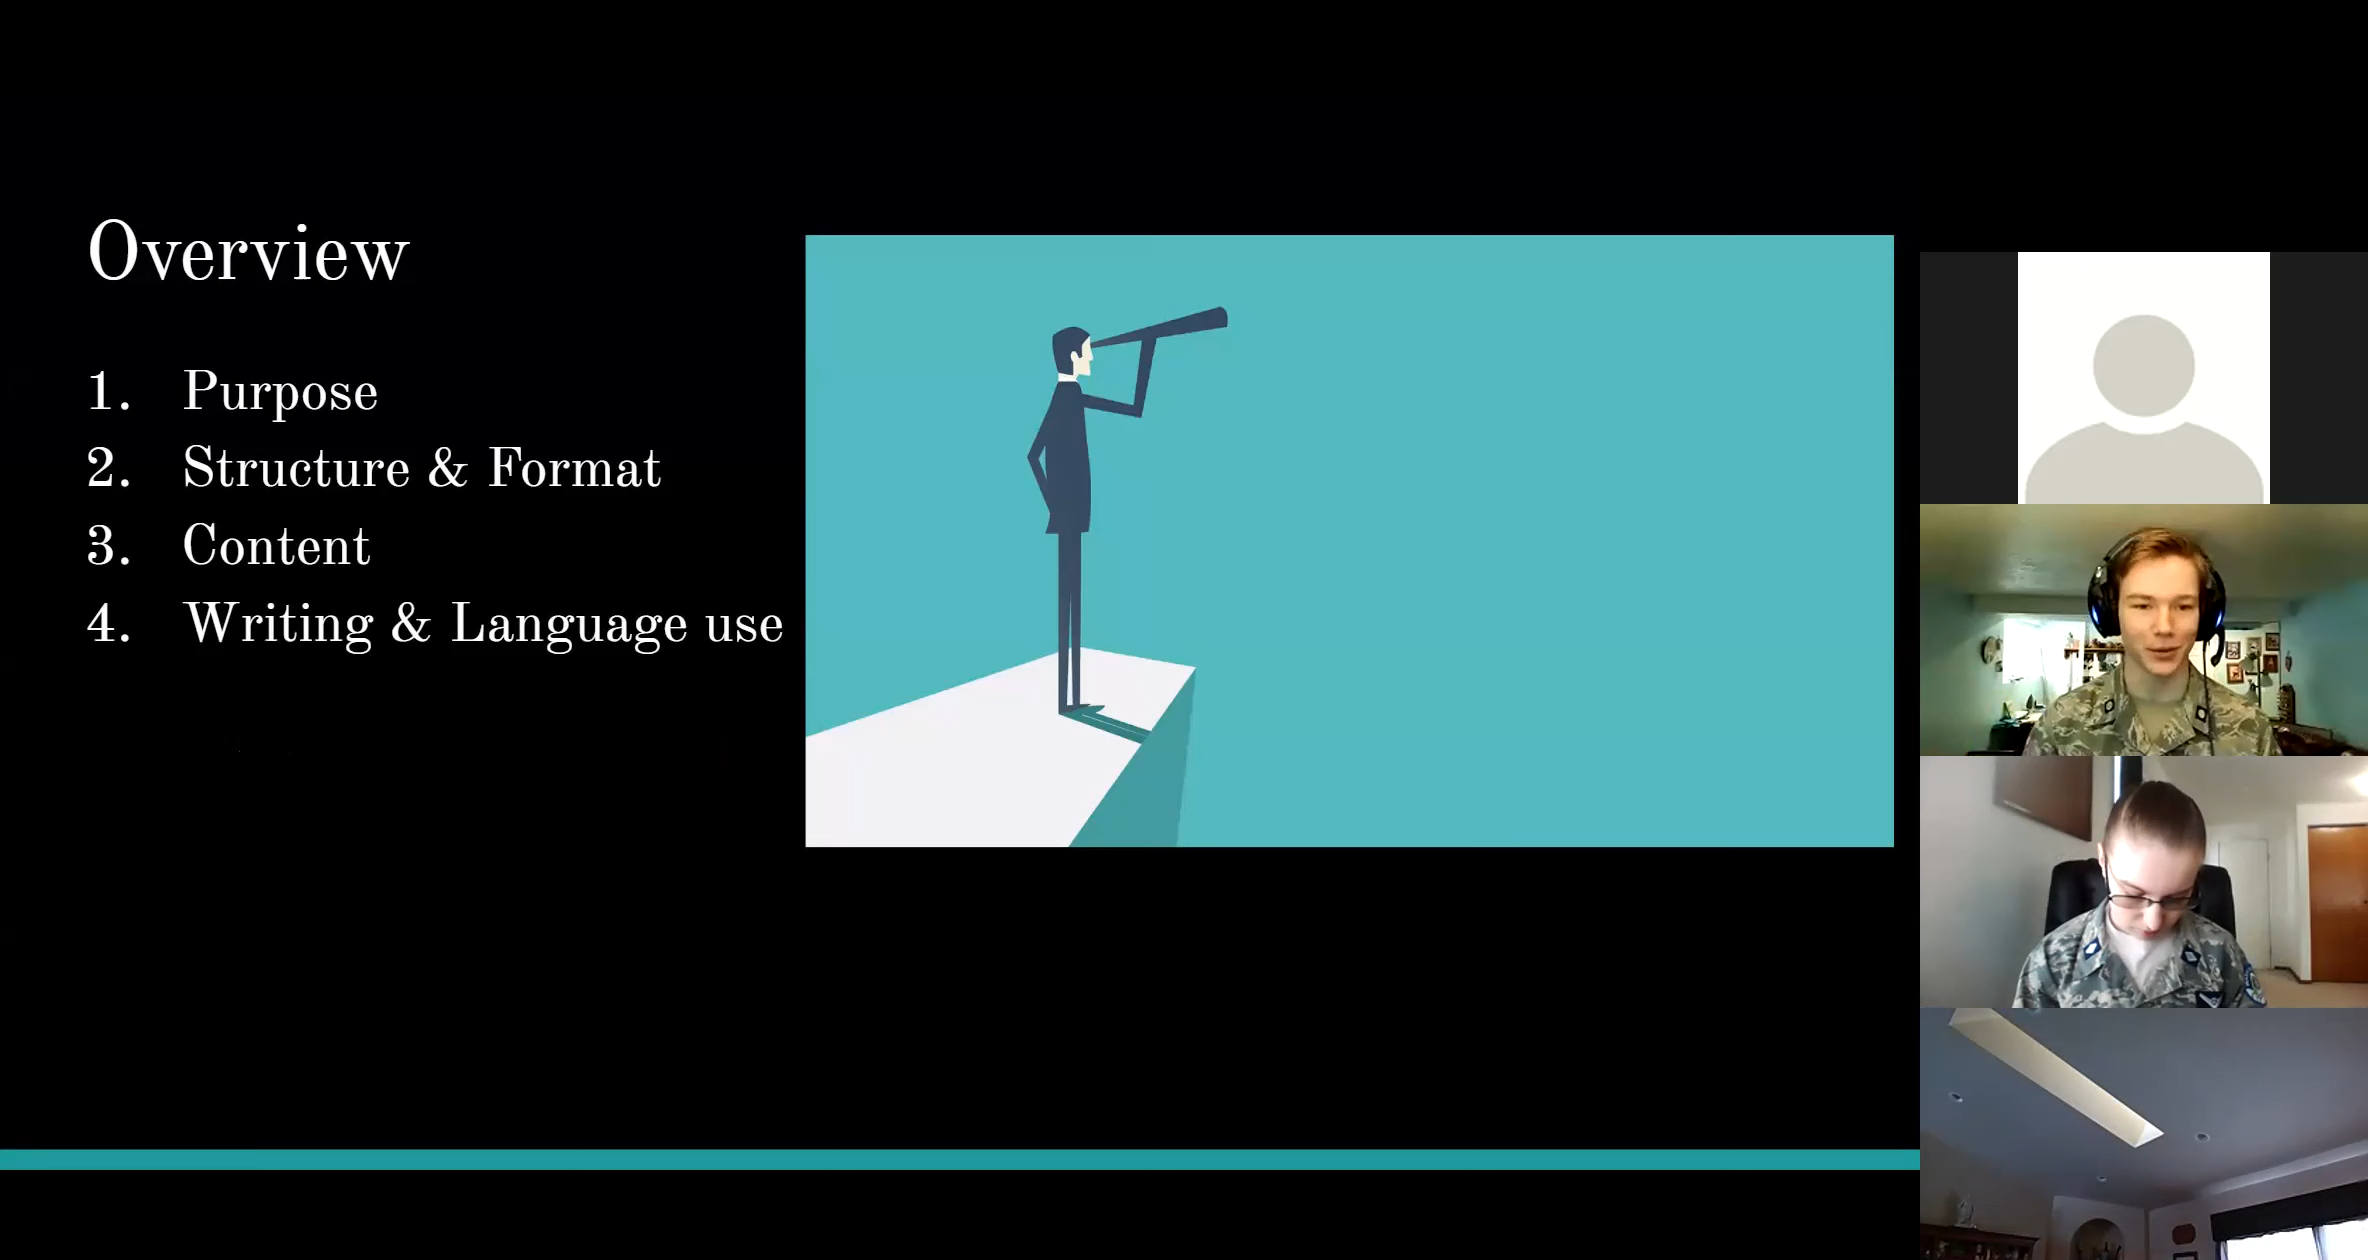 Overview
1. Purpose
2. Structure & Format
3. Content
4. Writing & Language use